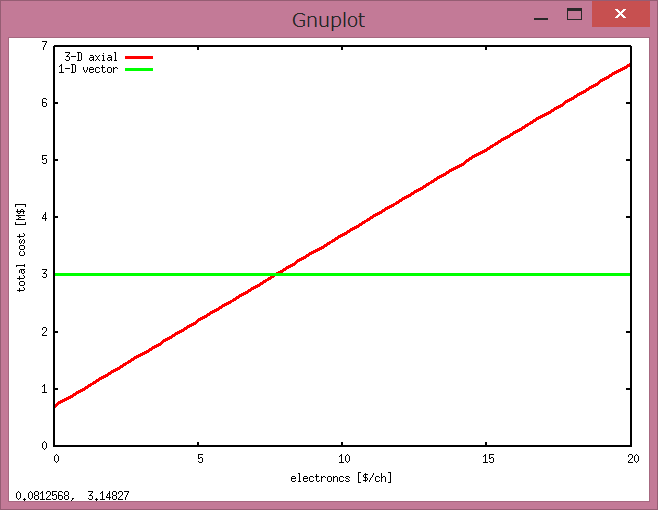 Gnuplot
7
3-D axial
1-D vector
6
5
4
3
2
1
0
total cost [M$]
0 5 10 15 20
electroncs [$/ch]
0.0812568, 3.14827